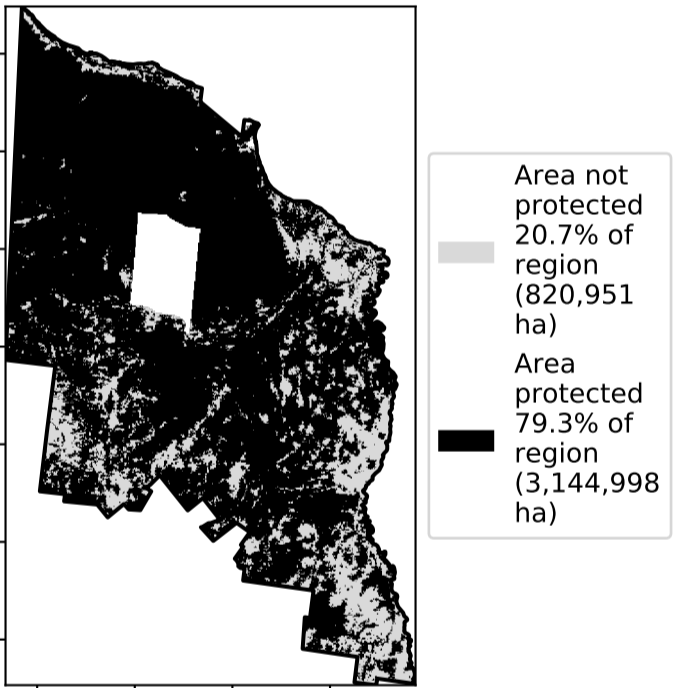 Area not
protected
20.7% of
region
(820,951
ha)
Area
protected
79.3% of
region
(3,144,998
ha)